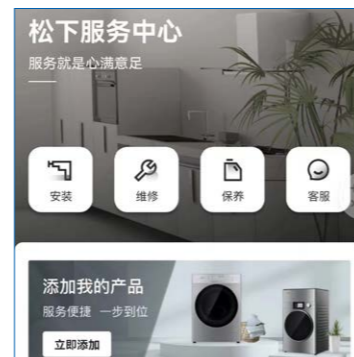 松下服务中心
服务就是心满意足
安装 维修 保养 客服
添加我的产品
服务便捷 一步到位
立即添加